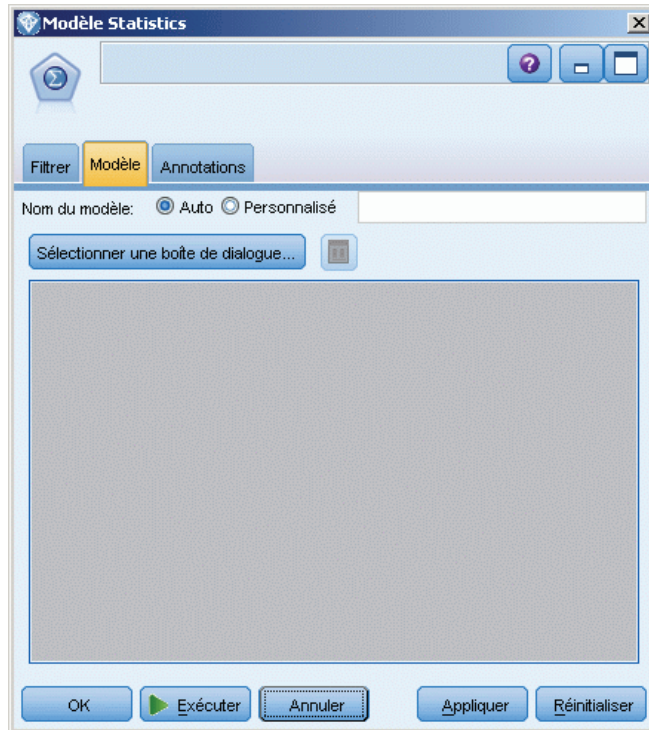 Modèle Statistics
Filtrer Modèle Annotations
Nom du modèle: Auto Personnalisé
Sélectionner une boîte de dialogue...
OK Exécuter Annuler Appliquer Réinitialiser